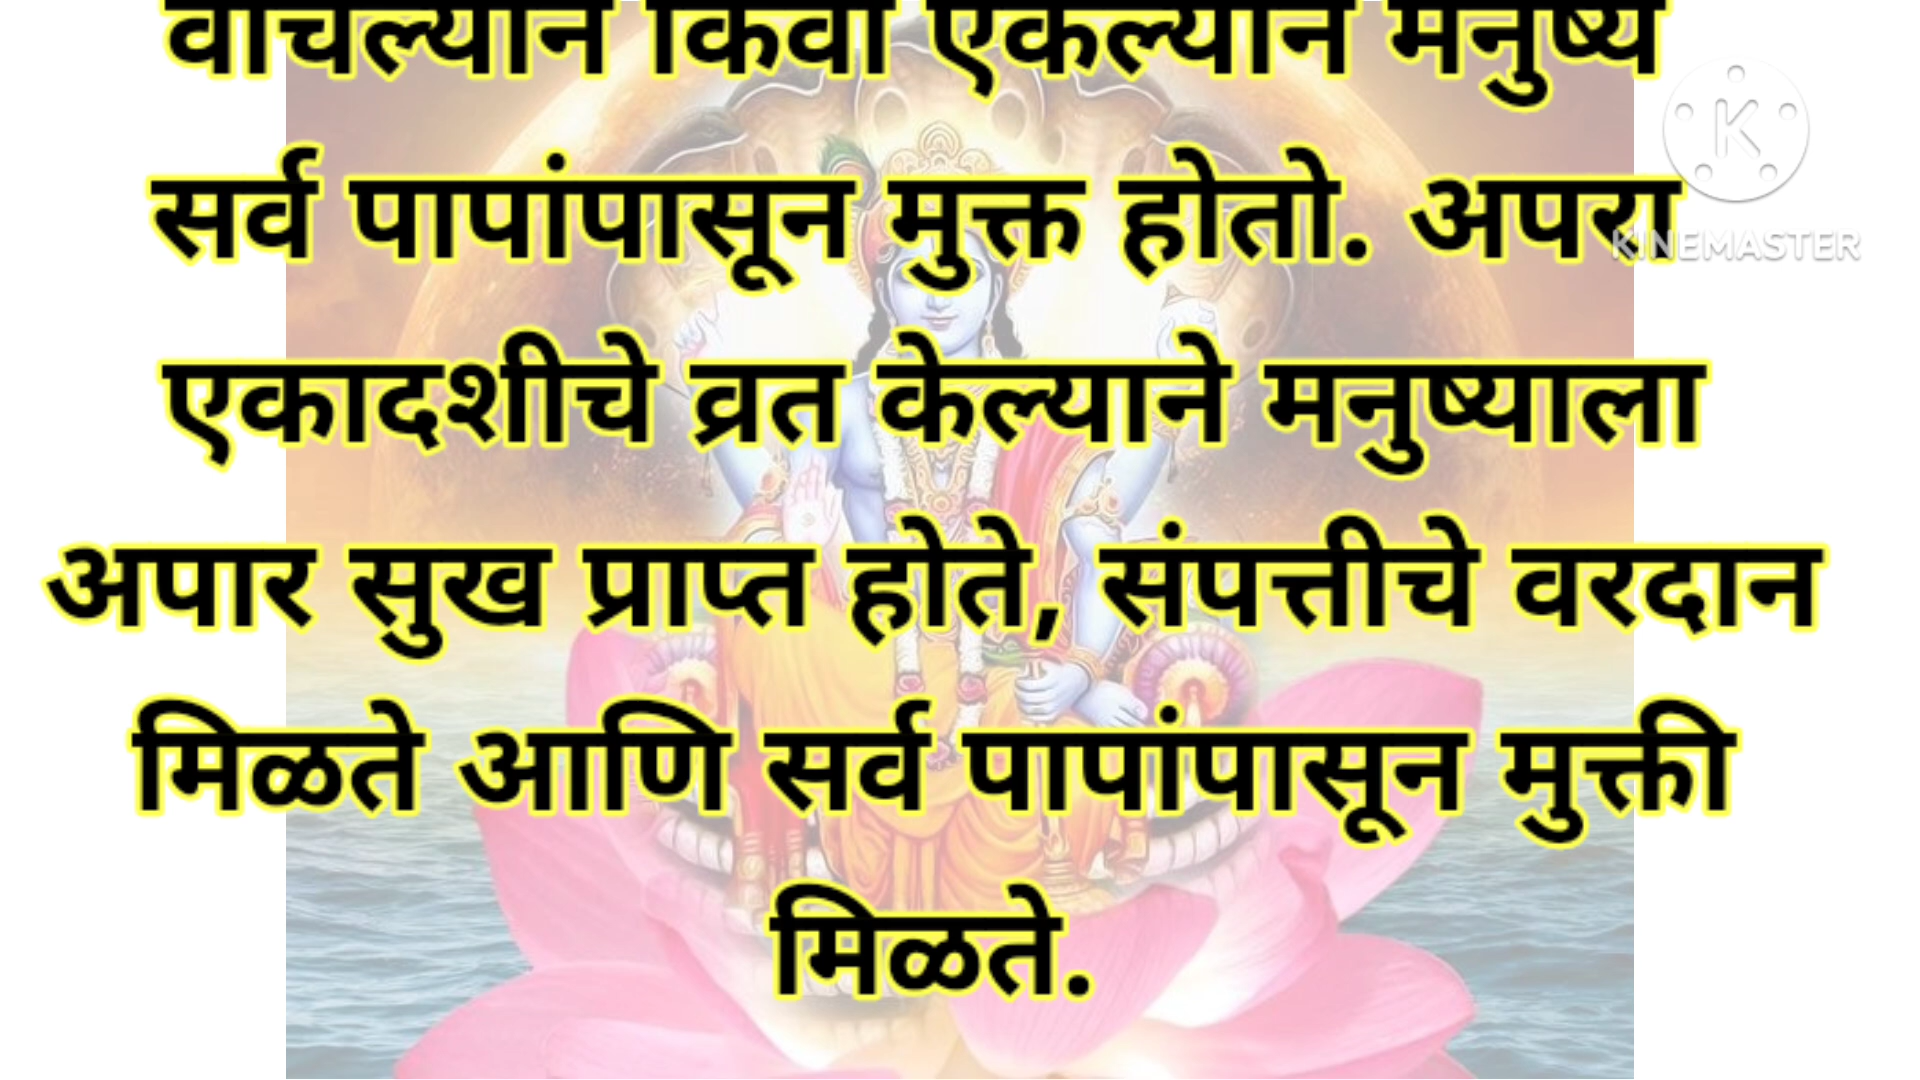 वाचल्याने किंवा ऐकल्याने मनुष्य
सर्व पापांपासून मुक्त होतो. अपरा
एकादशीचे व्रत केल्याने मनुष्याला
अपार सुख प्राप्त होते, संपत्तीचे वरदान
मिळते आणि सर्व पापांपासून मुक्ती
मिळते.
K
KINEMASTER